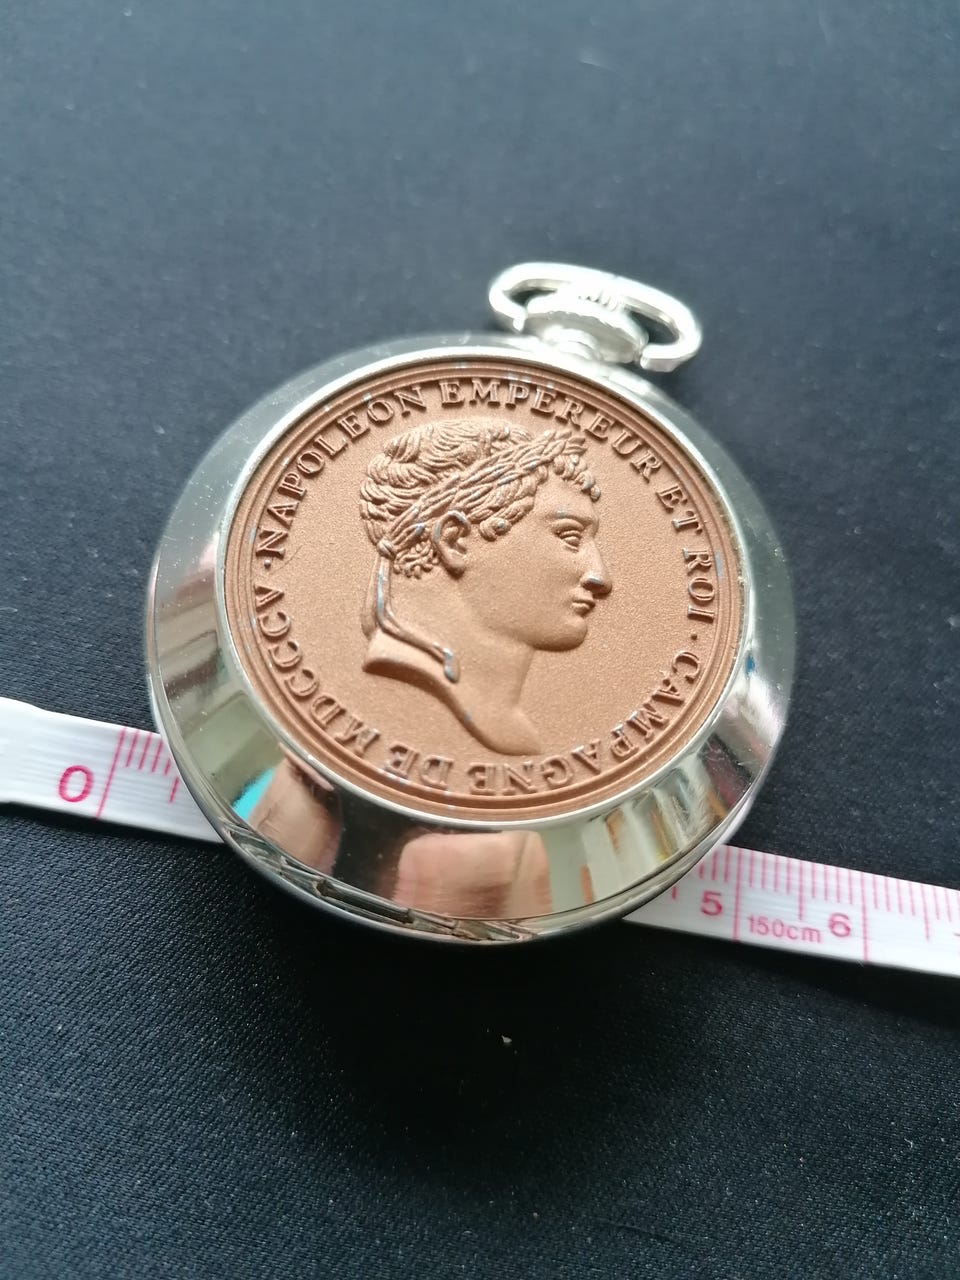 NAPOLEON EMPEREUR ET ROI · CAMPAGNE DE MDCCCV ·
0
5
150cm
6